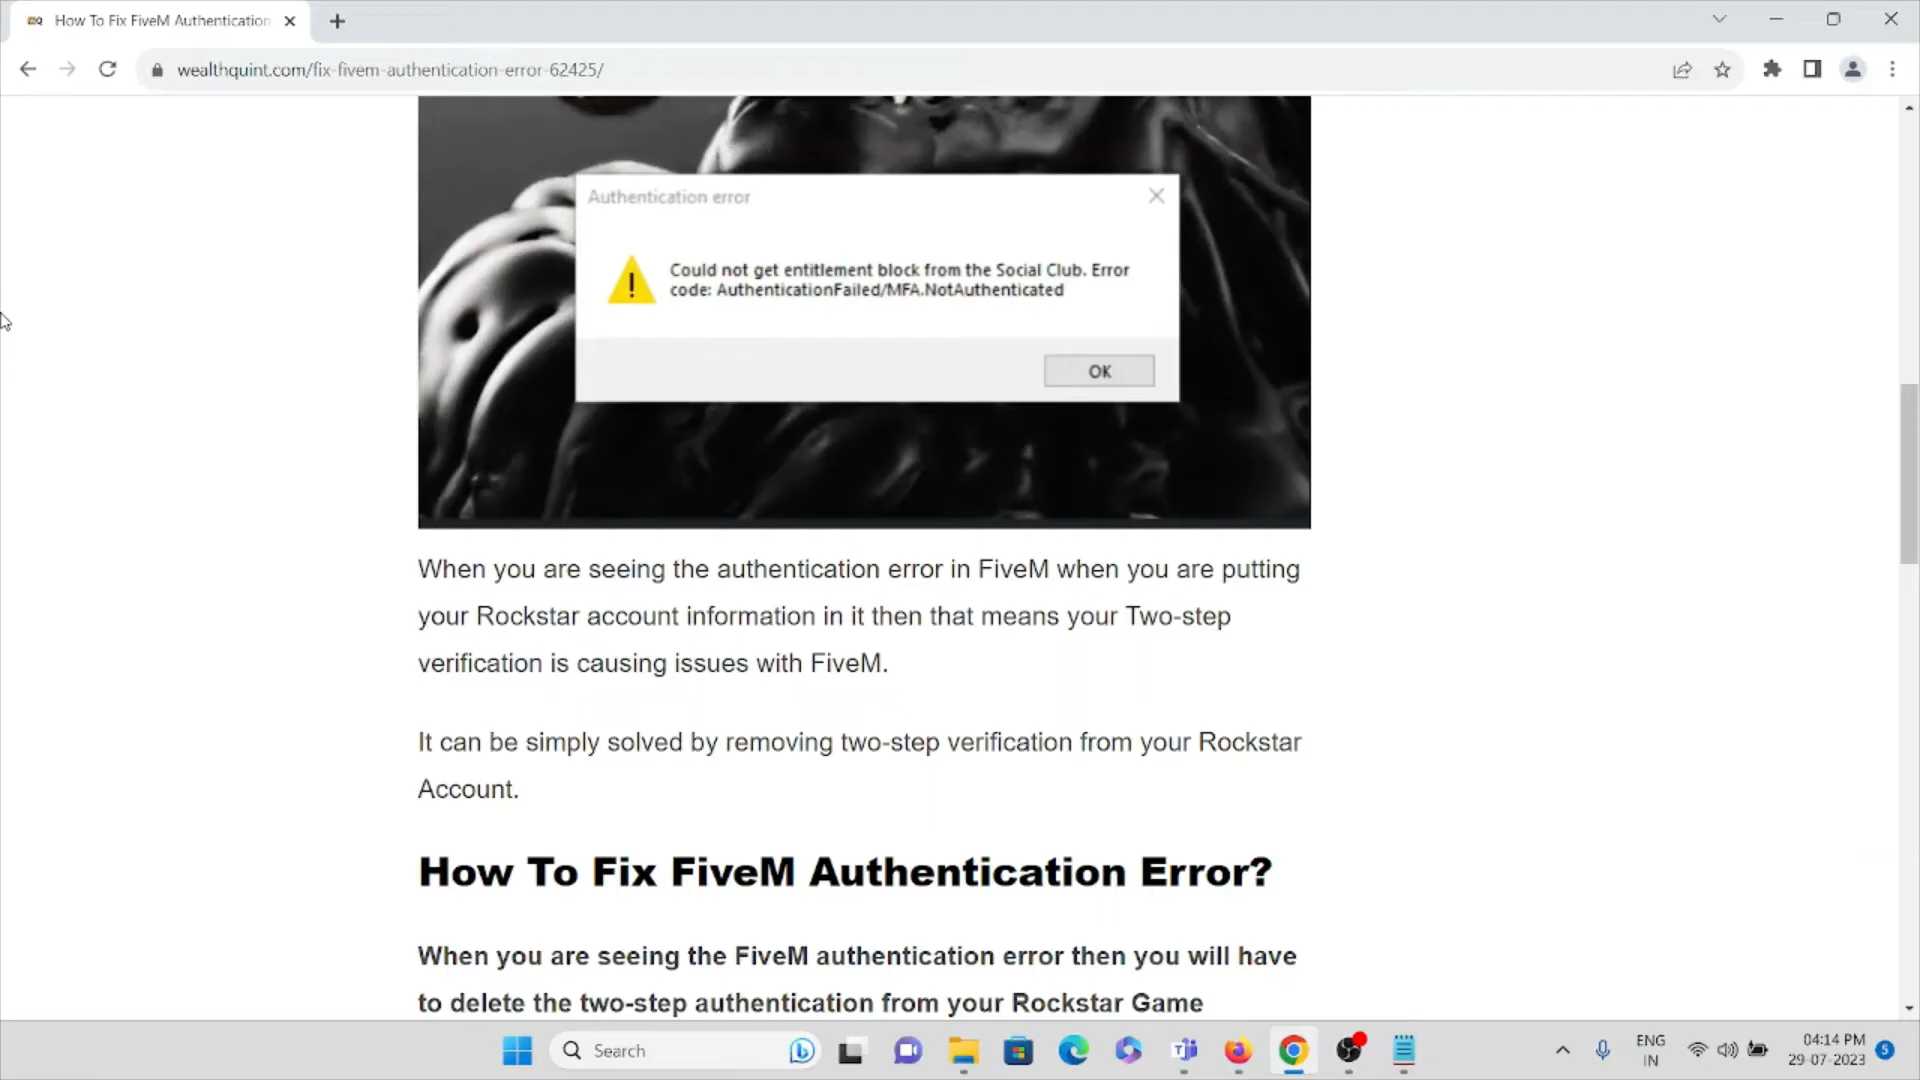 How To Fix FiveM Authentication
wealthquint.com/fix-fivem-authentication-error-62425/
Authentication error
Could not get entitlement block from the Social Club. Error
code: AuthenticationFailed/MFA.NotAuthenticated
OK
When you are seeing the authentication error in FiveM when you are putting
your Rockstar account information in it then that means your Two-step
verification is causing issues with FiveM.
It can be simply solved by removing two-step verification from your Rockstar
Account.
How To Fix FiveM Authentication Error?
When you are seeing the FiveM authentication error then you will have
to delete the two-step authentication from your Rockstar Game
Search
ENG
IN
04:14 PM
29-07-2023
5